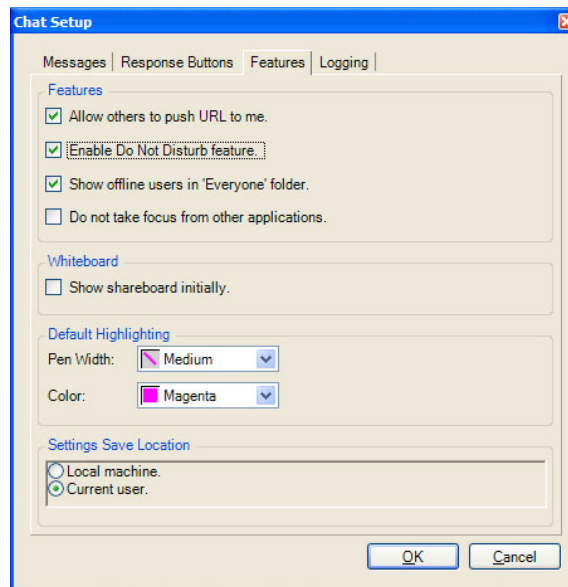 Chat Setup
Messages Response Buttons Features Logging
Features
Allow others to push URL to me.
Enable Do Not Disturb feature.
Show offline users in 'Everyone' folder.
Do not take focus from other applications.
Whiteboard
Show shareboard initially.
Default Highlighting
Pen Width: Medium
Color: Magenta
Settings Save Location
Local machine.
Current user.
OK Cancel